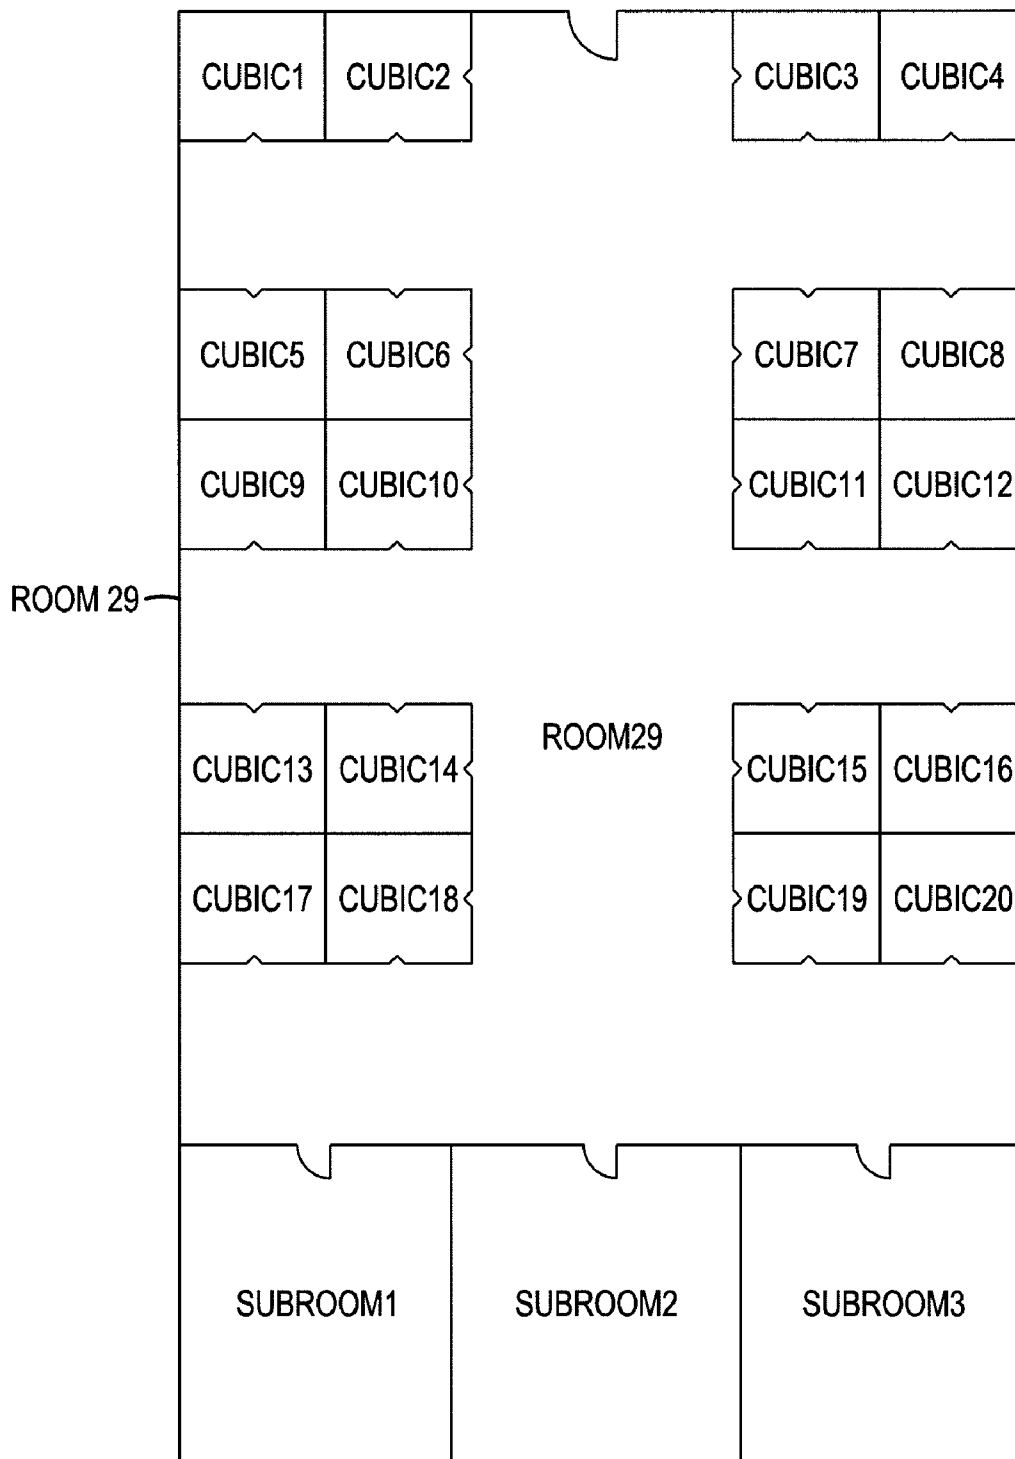 CUBIC1 CUBIC2 CUBIC3 CUBIC4
CUBIC5 CUBIC6 CUBIC7 CUBIC8
CUBIC9 CUBIC10 CUBIC11 CUBIC12
ROOM 29
ROOM29
CUBIC13 CUBIC14 CUBIC15 CUBIC16
CUBIC17 CUBIC18 CUBIC19 CUBIC20
SUBROOM1 SUBROOM2 SUBROOM3